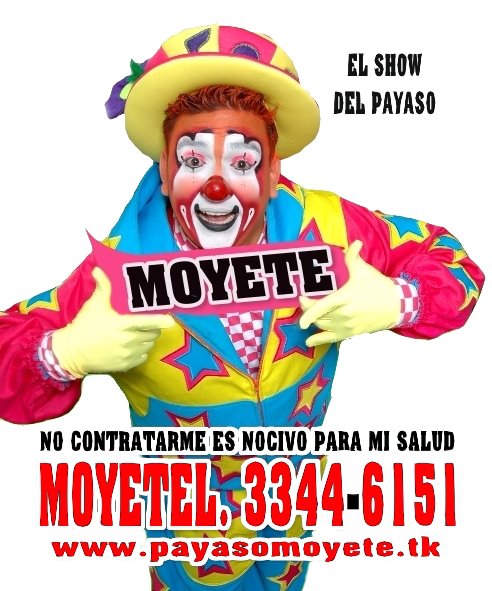 EL SHOW
DEL PAYASO
MOYETE
NO CONTRATARME ES NOCIVO PARA MI SALUD
MOYETEL. 3344-6151
www.payasomoyete.tk